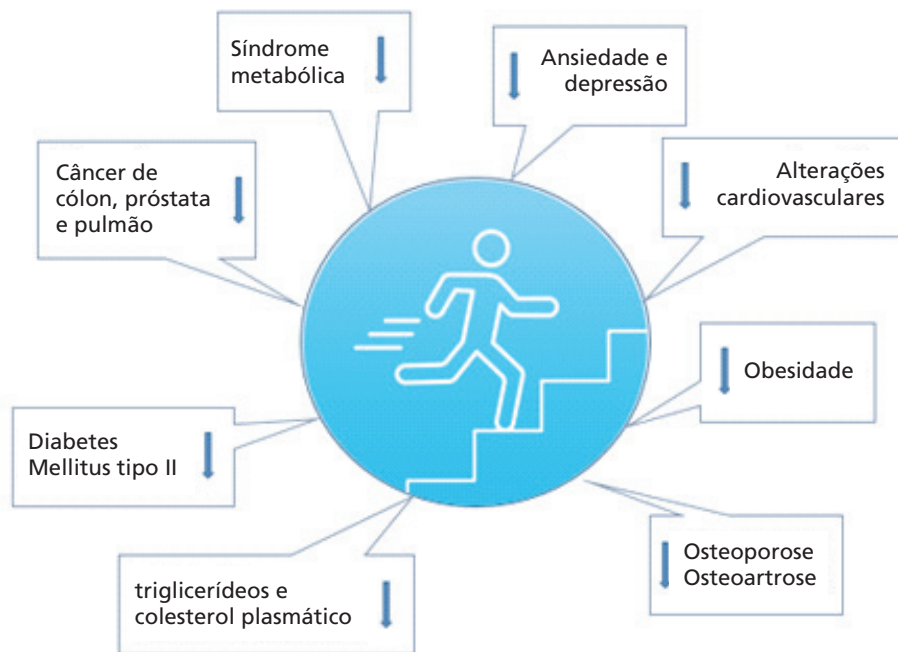 Síndrome
metabólica
Ansiedade e
depressão
Câncer de
cólon, próstata
e pulmão
Alterações
cardiovasculares
Obesidade
Diabetes
Mellitus tipo II
Osteoporose
Osteoartrose
triglicerídeos e
colesterol plasmático